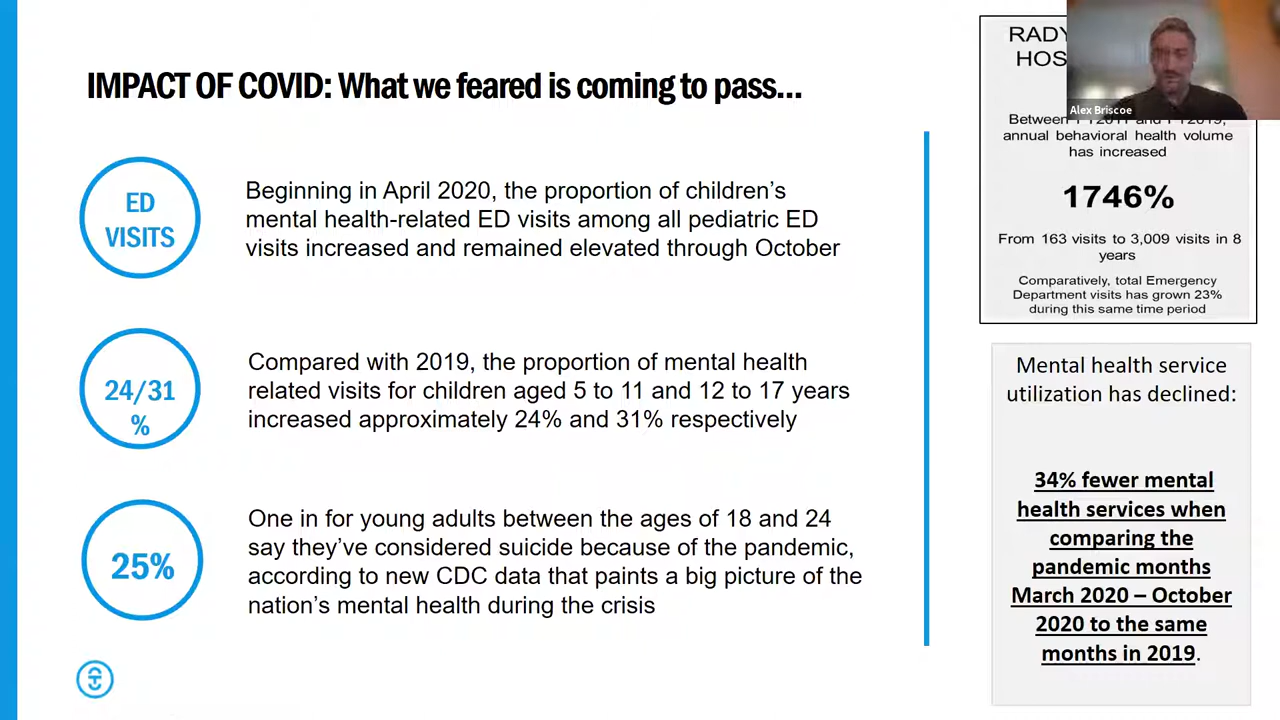 IMPACT OF COVID: What we feared is coming to pass...
ED
VISITS
Beginning in April 2020, the proportion of children's
mental health-related ED visits among all pediatric ED
visits increased and remained elevated through October
24/31
%
Compared with 2019, the proportion of mental health
related visits for children aged 5 to 11 and 12 to 17 years
increased approximately 24% and 31% respectively
25%
One in for young adults between the ages of 18 and 24
say they've considered suicide because of the pandemic,
according to new CDC data that paints a big picture of the
nation's mental health during the crisis
RADY
HOS
Alex Briscoe
Between FY2011 and FY2019,
annual behavioral health volume
has increased
1746%
From 163 visits to 3,009 visits in 8
years
Comparatively, total Emergency
Department visits has grown 23%
during this same time period
Mental health service
utilization has declined:
34% fewer mental
health services when
comparing the
pandemic months
March 2020 – October
2020 to the same
months in 2019.